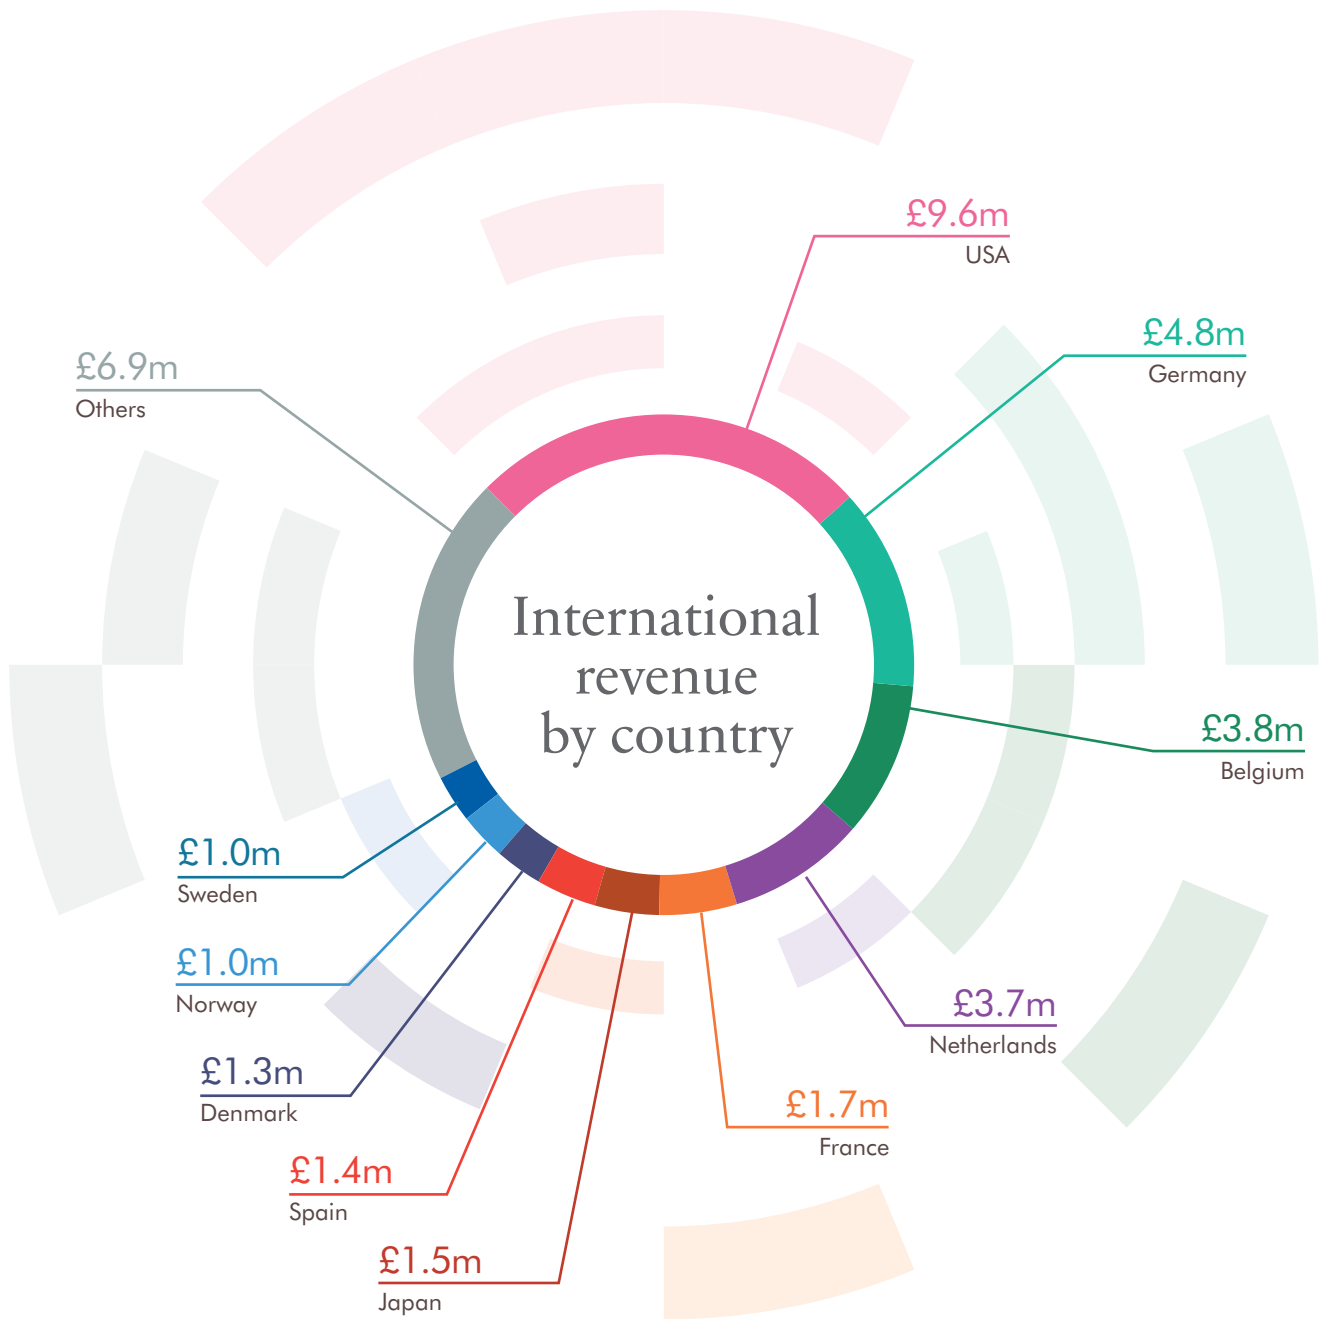 International
revenue
by country
£9.6m
USA
£4.8m
Germany
£3.8m
Belgium
£3.7m
Netherlands
£1.7m
France
£1.5m
Japan
£1.4m
Spain
£1.3m
Denmark
£1.0m
Norway
£1.0m
Sweden
£6.9m
Others